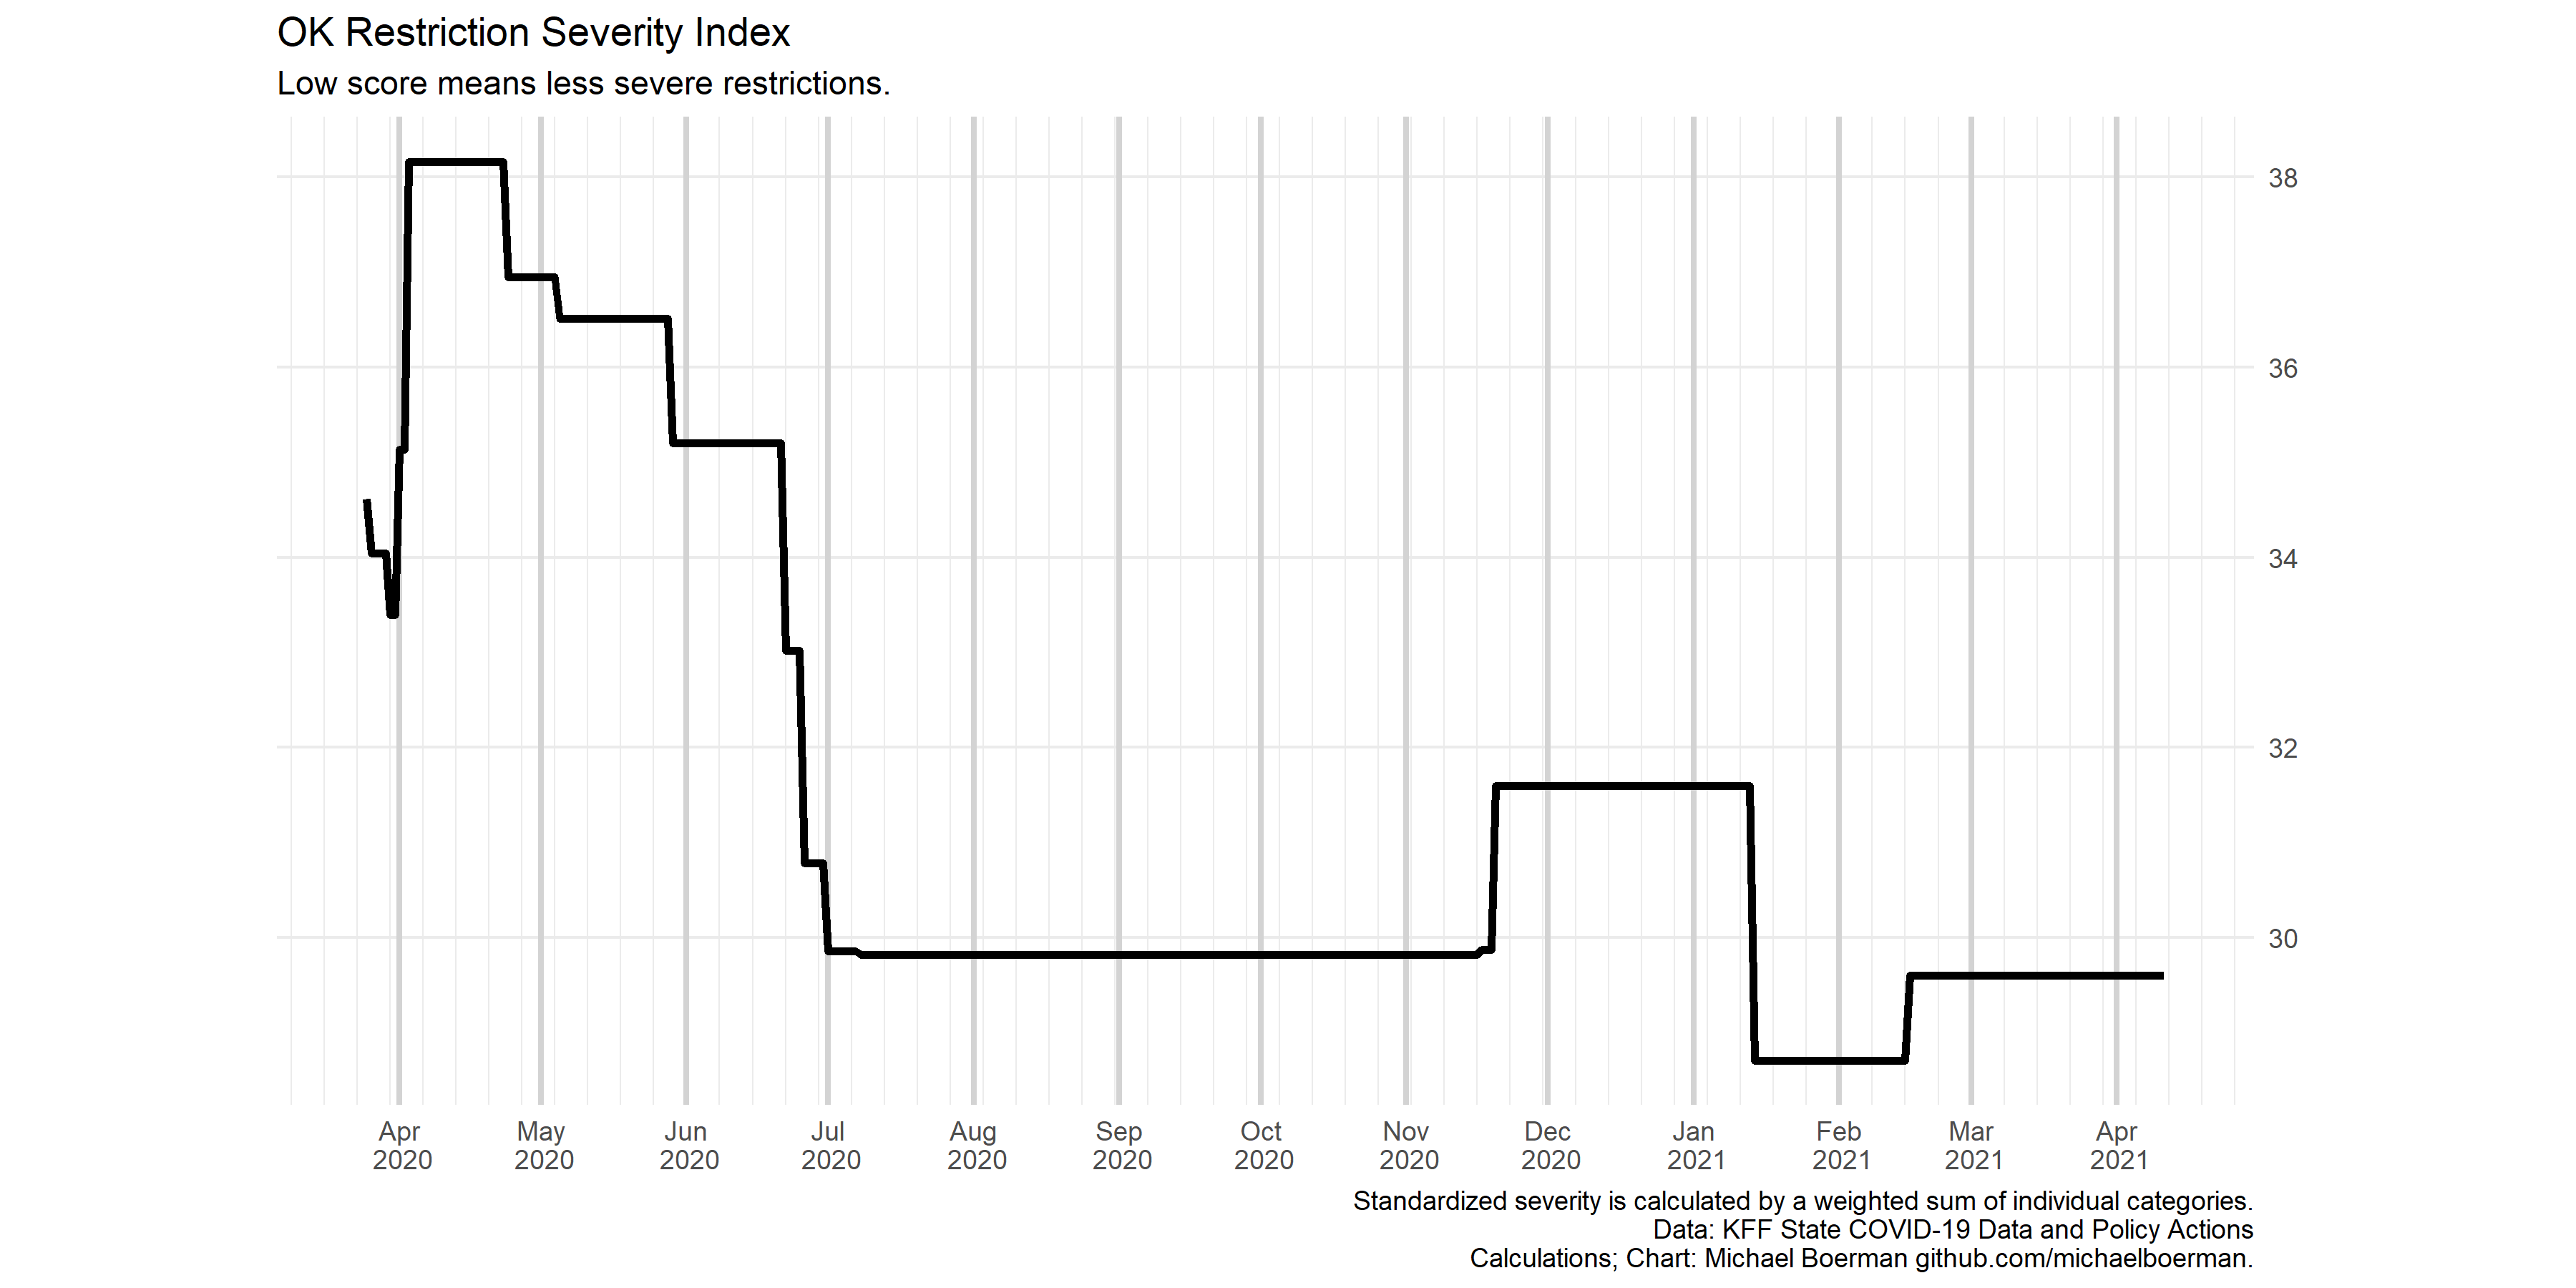 OK Restriction Severity Index
Low score means less severe restrictions.
38
36
34
32
30
Apr May Jun Jul Aug Sep Oct Nov Dec Jan Feb Mar Apr
2020 2020 2020 2020 2020 2020 2020 2020 2020 2021 2021 2021 2021
Standardized severity is calculated by a weighted sum of individual categories.
Data: KFF State COVID-19 Data and Policy Actions
Calculations; Chart: Michael Boerman github.com/michaelboerman.